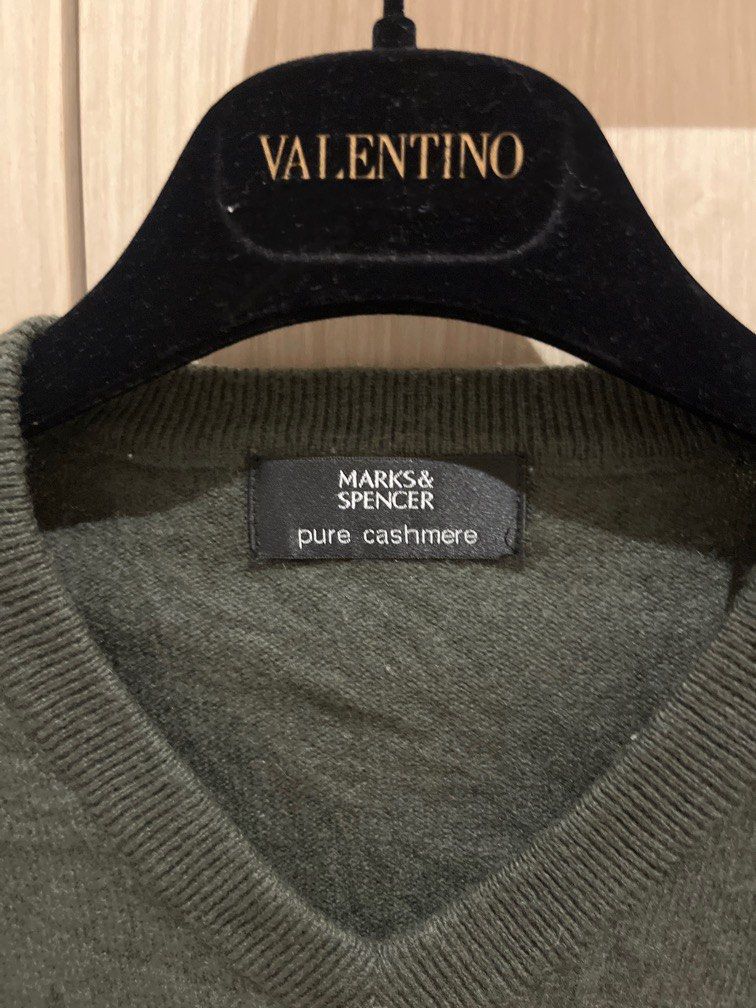 VALENTINO
MARKS&
SPENCER
pure cashmere